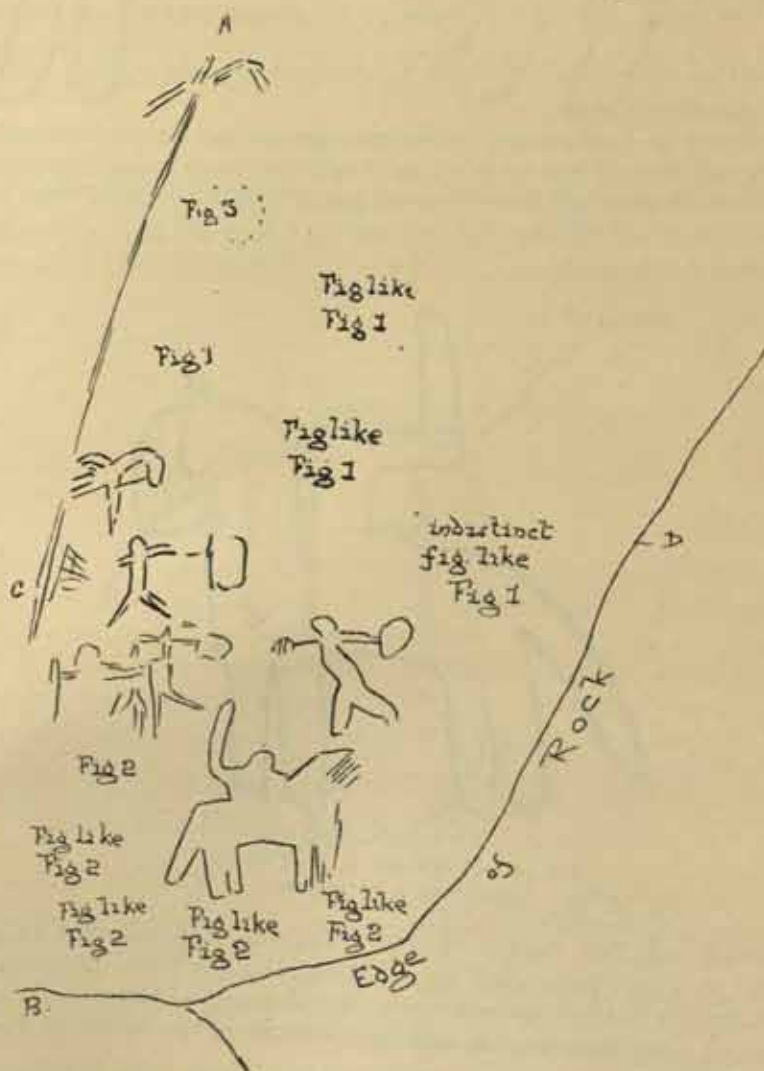 A
Fig 3
Fig like
Fig 1
Fig 1
Fig like
Fig 1
indistinct
fig. like
Fig 1
D
C
Rock
Fig 2
Fig like
Fig 2
Fig like
Fig 2
Fig like
Fig 2
Fig like
Fig 2
of
Edge
B.